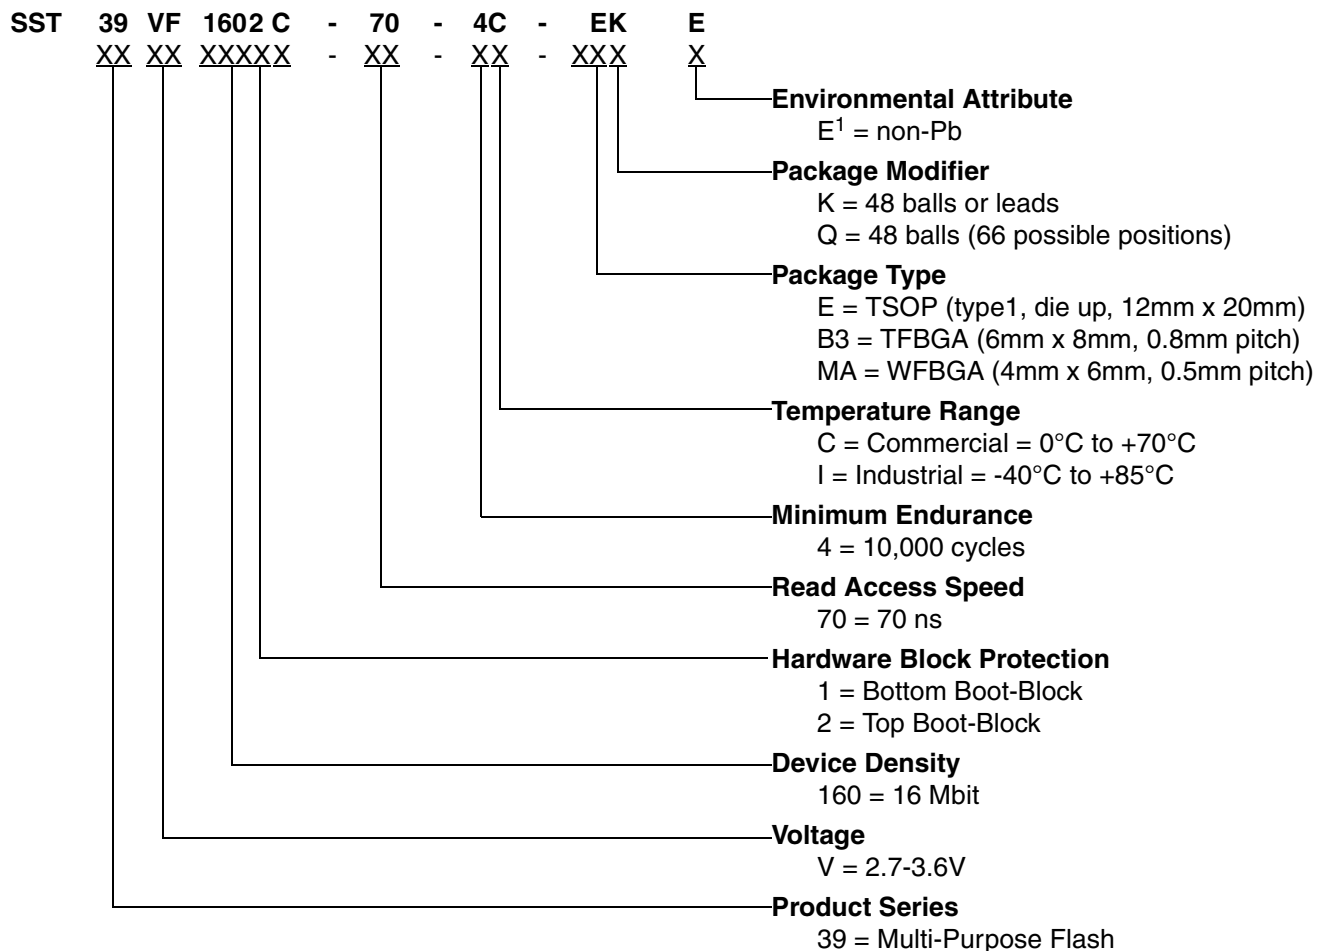 SST 39 VF 1602 C - 70 - 4C - EK E
XX XX XXXXX - XX - XX - XXX X
Environmental Attribute
E1 = non-Pb
Package Modifier
K = 48 balls or leads
Q = 48 balls (66 possible positions)
Package Type
E = TSOP (type1, die up, 12mm x 20mm)
B3 = TFBGA (6mm x 8mm, 0.8mm pitch)
MA = WFBGA (4mm x 6mm, 0.5mm pitch)
Temperature Range
C = Commercial = 0°C to +70°C
I = Industrial = -40°C to +85°C
Minimum Endurance
4 = 10,000 cycles
Read Access Speed
70 = 70 ns
Hardware Block Protection
1 = Bottom Boot-Block
2 = Top Boot-Block
Device Density
160 = 16 Mbit
Voltage
V = 2.7-3.6V
Product Series
39 = Multi-Purpose Flash